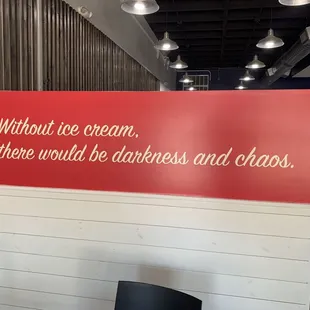 Without ice cream,
there would be darkness and chaos.